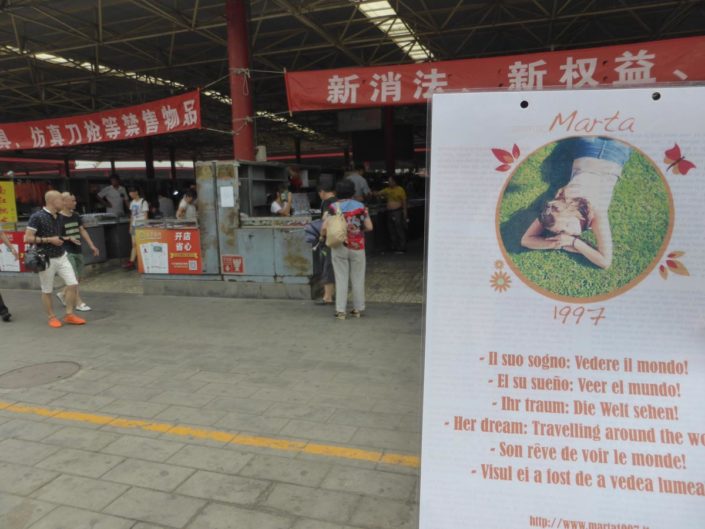 具、仿真刀枪等禁售物品
新消法 新权益、
开店
省心
Marta
1997
- Il suo sogno: Vedere il mondo!
- El su sueño: Veer el mundo!
- Ihr traum: Die Welt sehen!
- Her dream: Travelling around the wo
- Son rêve de voir le monde!
- Visul ei a fost de a vedea lumea
http://www.marta1997.